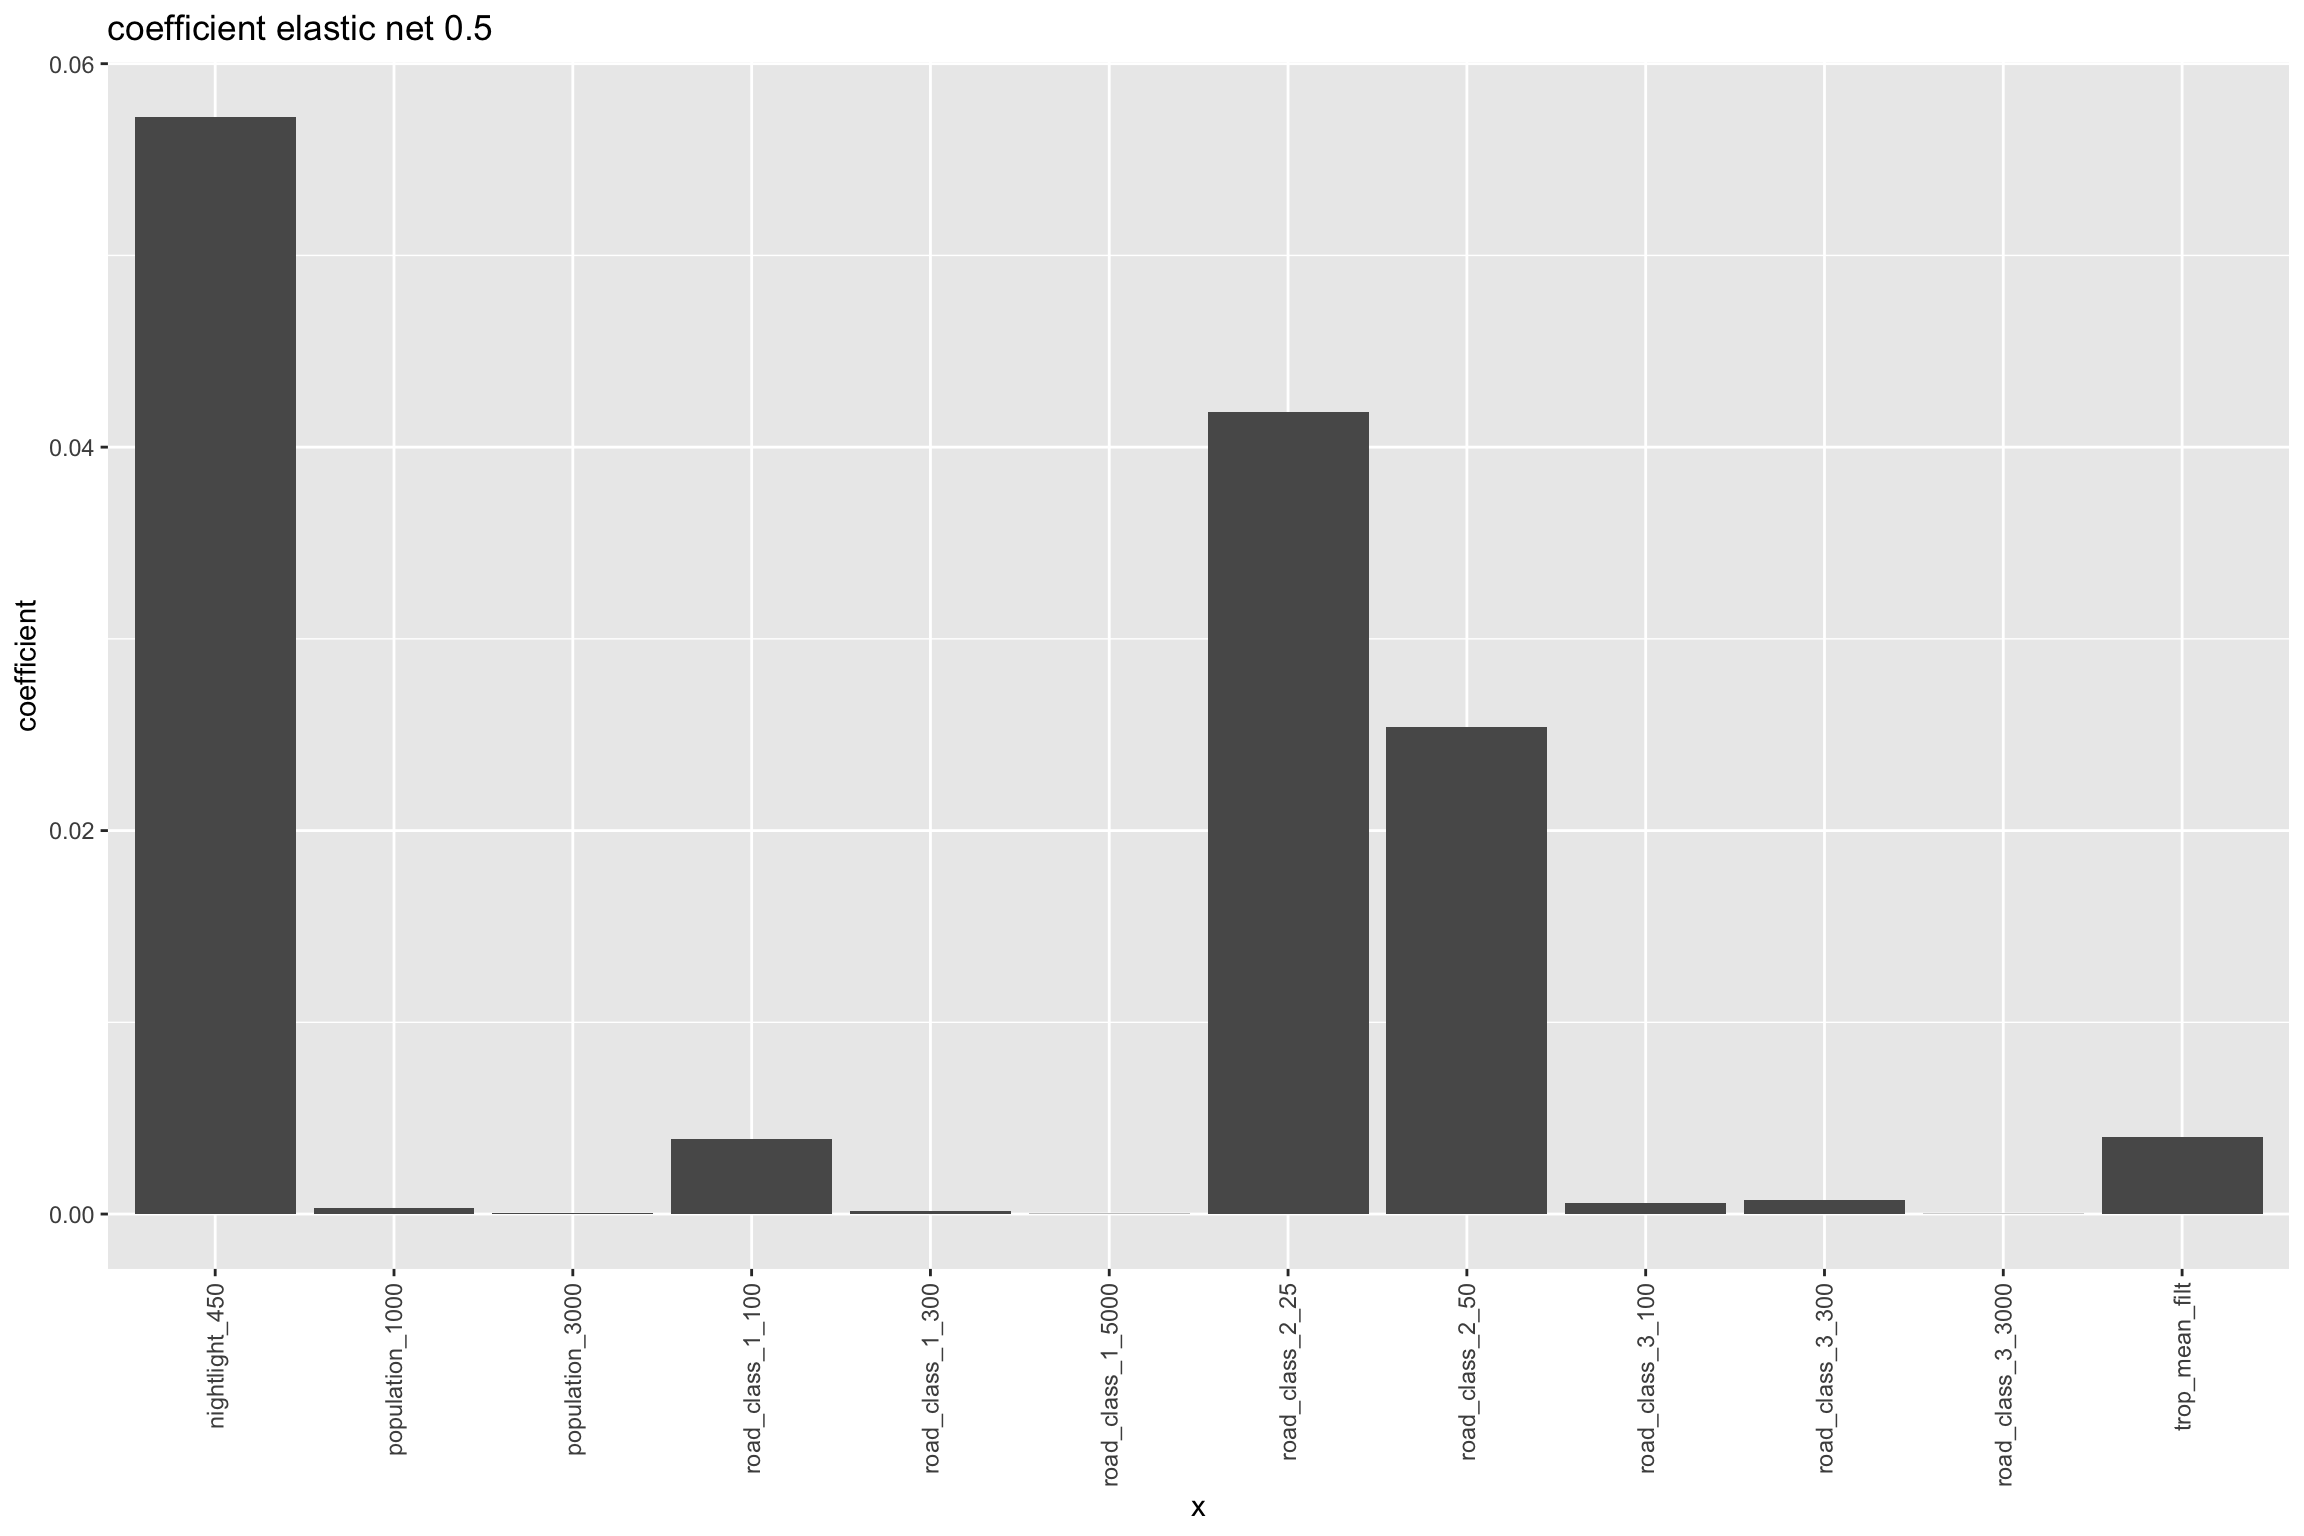 coefficient elastic net 0.5
0.06
0.04
0.02
0.00
coefficient
nightlight_450
population_1000
population_3000
road_class_1_100
road_class_1_300
road_class_1_5000
road_class_2_25
road_class_2_50
road_class_3_100
road_class_3_300
road_class_3_3000
trop_mean_filt
x